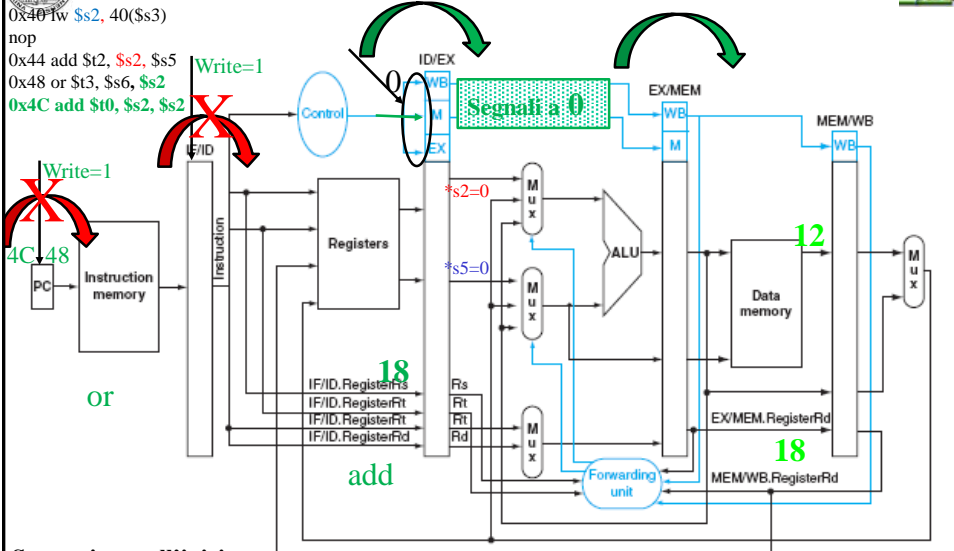 0x40 lw $s2, 40($s3)
nop
0x44 add $t2, $s2, $s5
0x48 or $t3, $s6, $s2
0x4C add $t0, $s2, $s2
Write=1
X
Write=1
X
4C 48
PC
Instruction memory
or
IF/ID
Instruction
Control
0
ID/EX
WB
M
EX
Segnali a 0
EX/MEM
WB
M
MEM/WB
WB
Registers
*s2=0
*s5=0
Mux
Mux
ALU
12
Data memory
Mux
18
IF/ID.RegisterRs
IF/ID.RegisterRt
IF/ID.RegisterRt
IF/ID.RegisterRd
Rs
Rt
Rt
Rd
Mux
add
EX/MEM.RegisterRd
18
Forwarding unit
MEM/WB.RegisterRd